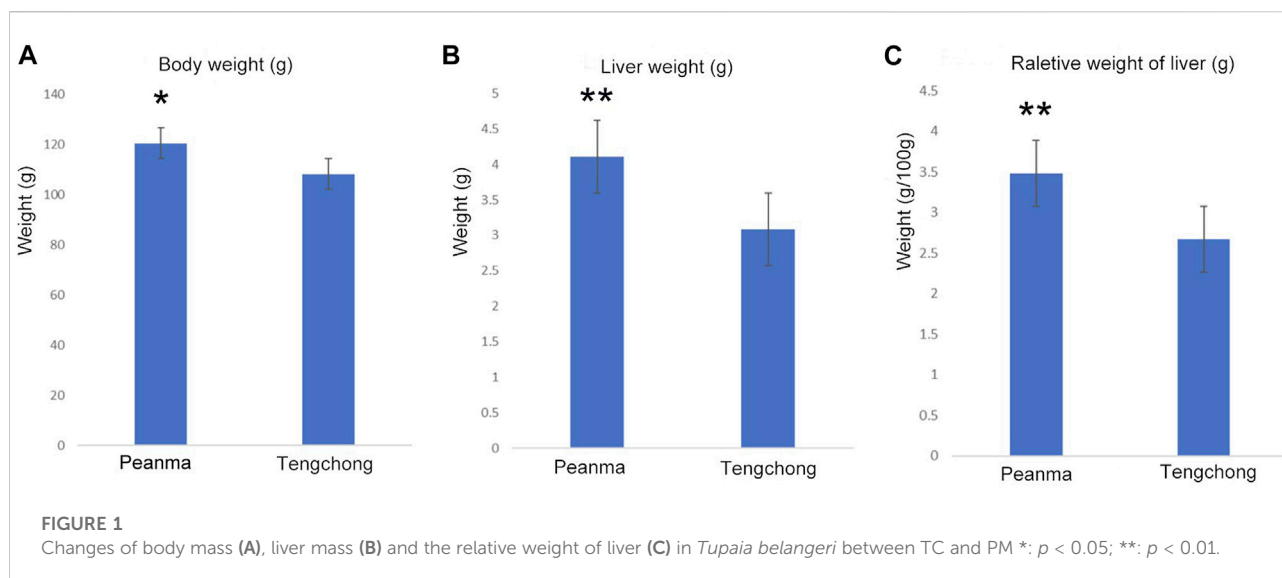 A
Body weight (g)
*
Weight (g)
140
120
100
80
60
40
20
0
Peanma
Tengchong
B
Liver weight (g)
**
Weight (g)
5
4.5
4
3.5
3
2.5
2
1.5
1
0.5
0
Peanma
Tengchong
C
Raletive weight of liver (g)
**
Weight (g/100g)
4.5
4
3.5
3
2.5
2
1.5
1
0.5
0
Peanma
Tengchong
FIGURE 1
Changes of body mass (A), liver mass (B) and the relative weight of liver (C) in Tupaia belangeri between TC and PM *: p < 0.05; **: p < 0.01.